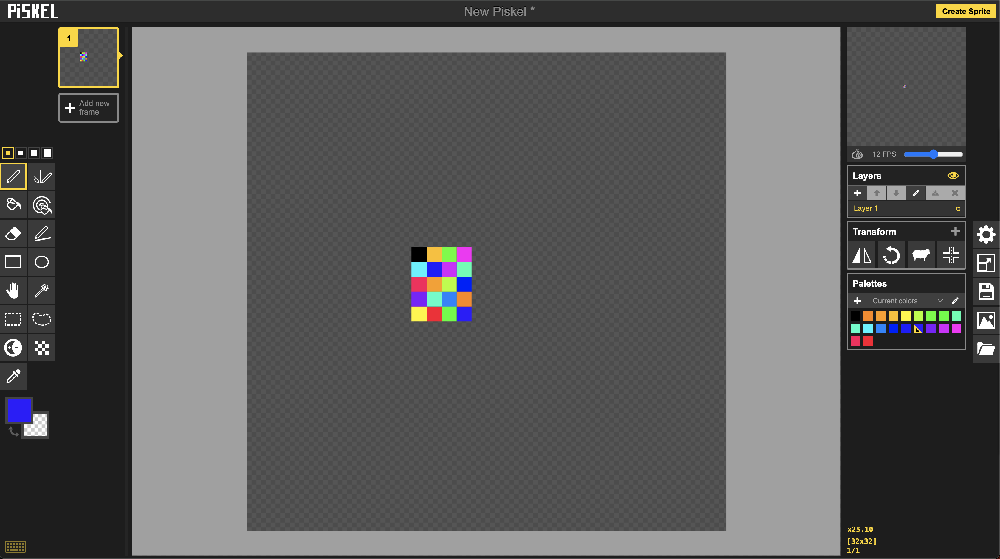 PiSKEL
New Piskel *
Create Sprite
1
Add new
frame
12 FPS
Layers
Layer 1
α
Transform
Palettes
Current colors
x25.10
[32x32]
1/1